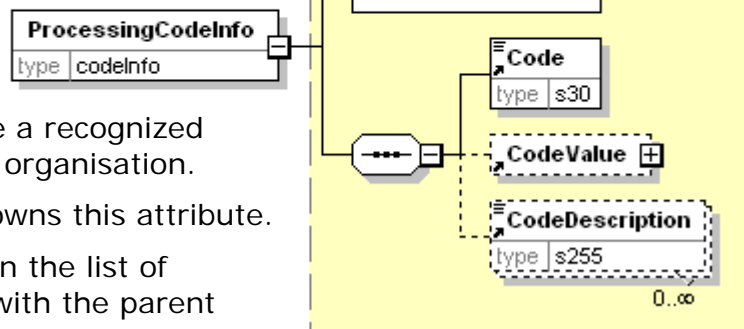 ProcessingCodeInfo
type codeInfo
e a recognized
organisation.
owns this attribute.
n the list of
with the parent
Code
type s30
CodeValue
CodeDescription
type s255
0..∞